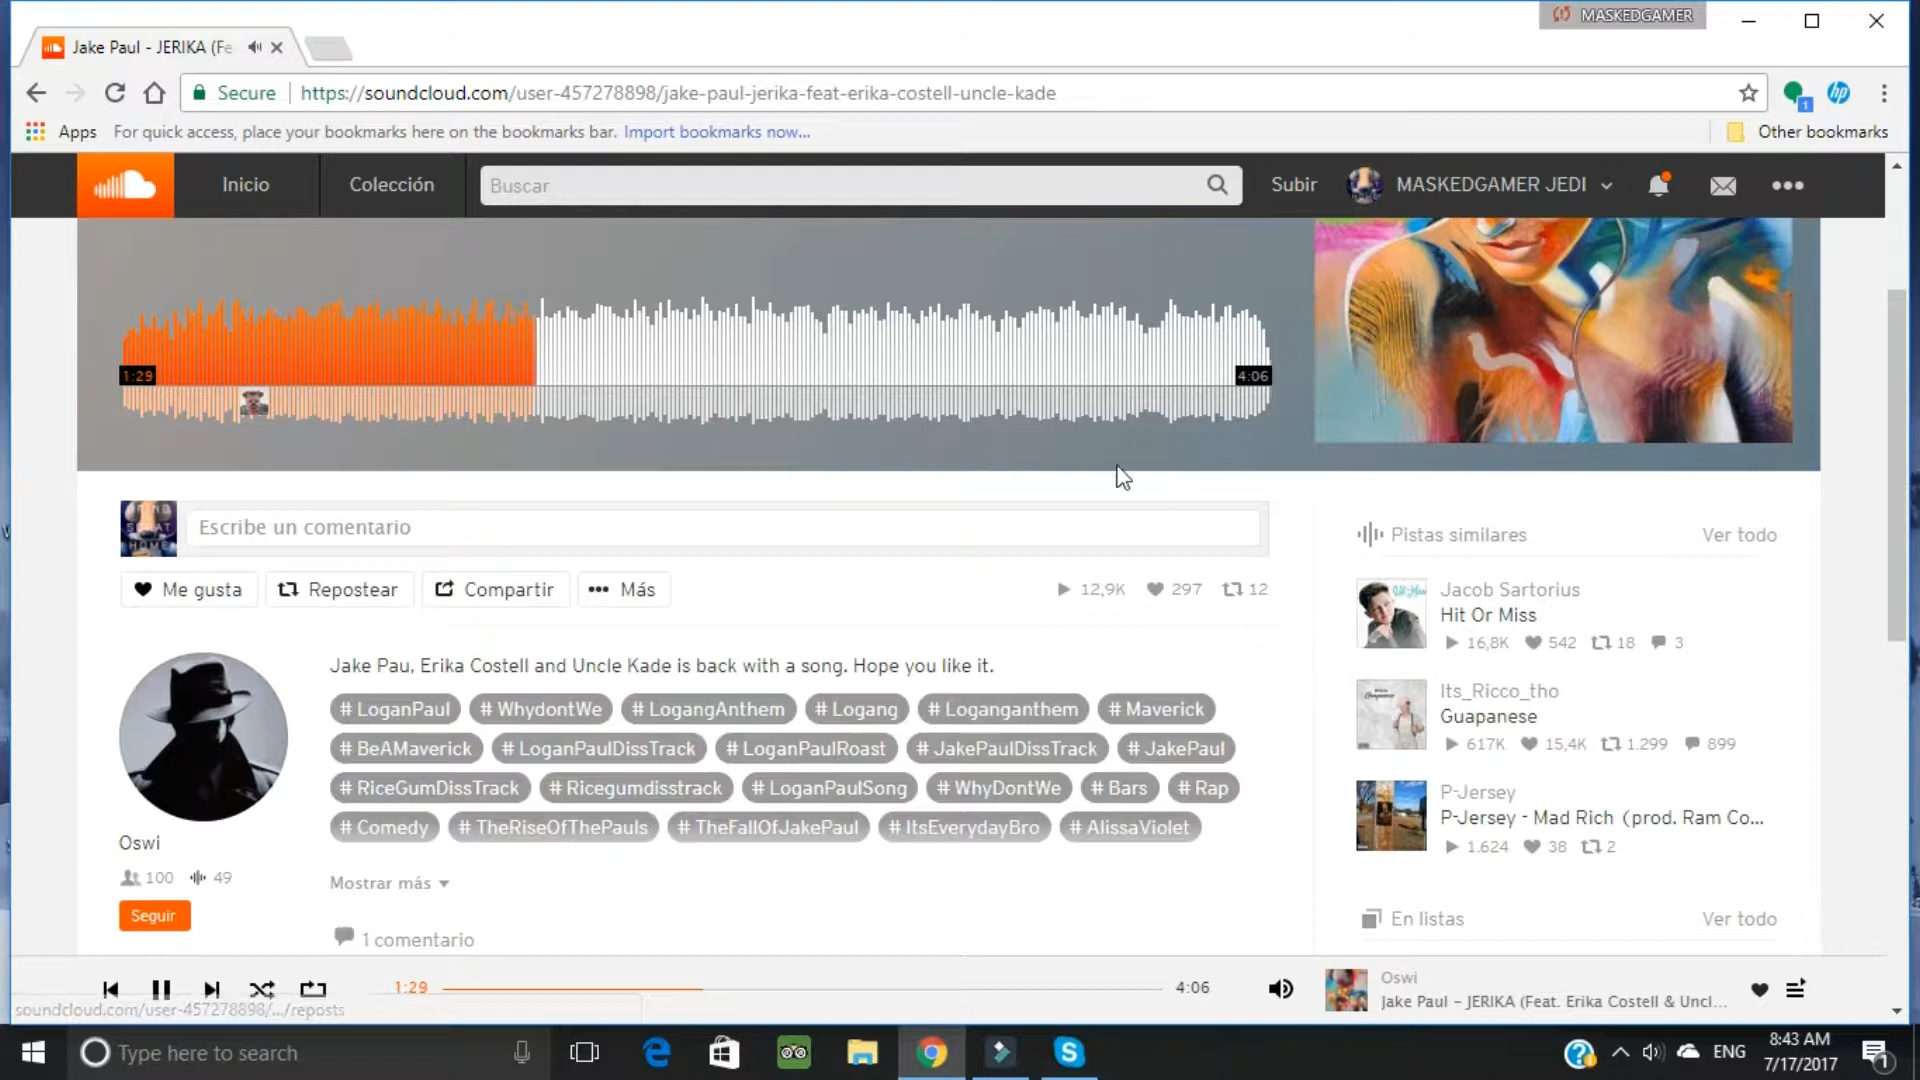 MASKEDGAMER
Jake Paul - JERIKA (Fe
Secure https://soundcloud.com/user-457278898/jake-paul-jerika-feat-erika-costell-uncle-kade
1
hp
Apps For quick access, place your bookmarks here on the bookmarks bar. Import bookmarks now... Other bookmarks
Inicio Colección Buscar Subir MASKEDGAMER JEDI
1:29 4:06
Escribe un comentario
Me gusta Repostear Compartir Más 12,9K 297 12
Jake Pau, Erika Costell and Uncle Kade is back with a song. Hope you like it.
# LoganPaul # WhydontWe # LogangAnthem # Logang # Loganganthem # Maverick
# BeAMaverick # LoganPaulDissTrack # LoganPaulRoast # JakePaulDissTrack # JakePaul
# RiceGumDissTrack # Ricegumdisstrack # LoganPaulSong # WhyDontWe # Bars # Rap
# Comedy # TheRiseOfThePauls # TheFallOfJakePaul # ItsEverydayBro # AlissaViolet
Oswi
100 49
Seguir
Mostrar más
1 comentario
Pistas similares Ver todo
Jacob Sartorius
Hit Or Miss
16,8K 542 18 3
Its_Ricco_tho
Guapanese
617K 15,4K 1.299 899
P-Jersey
P-Jersey - Mad Rich (prod. Ram Co...
1.624 38 2
En listas Ver todo
1:29 4:06
Oswi
Jake Paul - JERIKA (Feat. Erika Costell & Uncl...
soundcloud.com/user-457278898/.../reposts
Type here to search
ENG
8:43 AM
7/17/2017
1